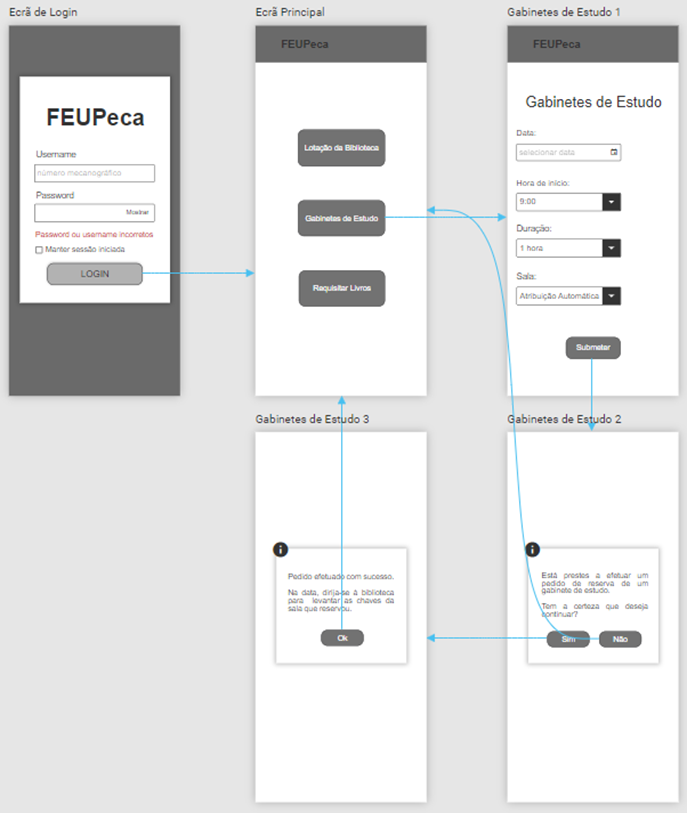 Ecrã de Login
FEUPeca
Username
número mecanográfico
Password
Mostrar
Password ou username incorretos
Manter sessão iniciada
LOGIN
Ecrã Principal
FEUPeca
Lotação da Biblioteca
Gabinetes de Estudo
Requisitar Livros
Gabinetes de Estudo 1
FEUPeca
Gabinetes de Estudo
Data:
selecionar data
Hora de início:
9:00
Duração:
1 hora
Sala:
Atribuição Automática
Submeter
Gabinetes de Estudo 3
i
Pedido efetuado com sucesso.
Na data, dirija-se à biblioteca
para levantar as chaves da
sala que reservou.
Ok
Gabinetes de Estudo 2
i
Está prestes a efetuar um
pedido de reserva de um
gabinete de estudo.
Tem a certeza que deseja
continuar?
Sim
Não